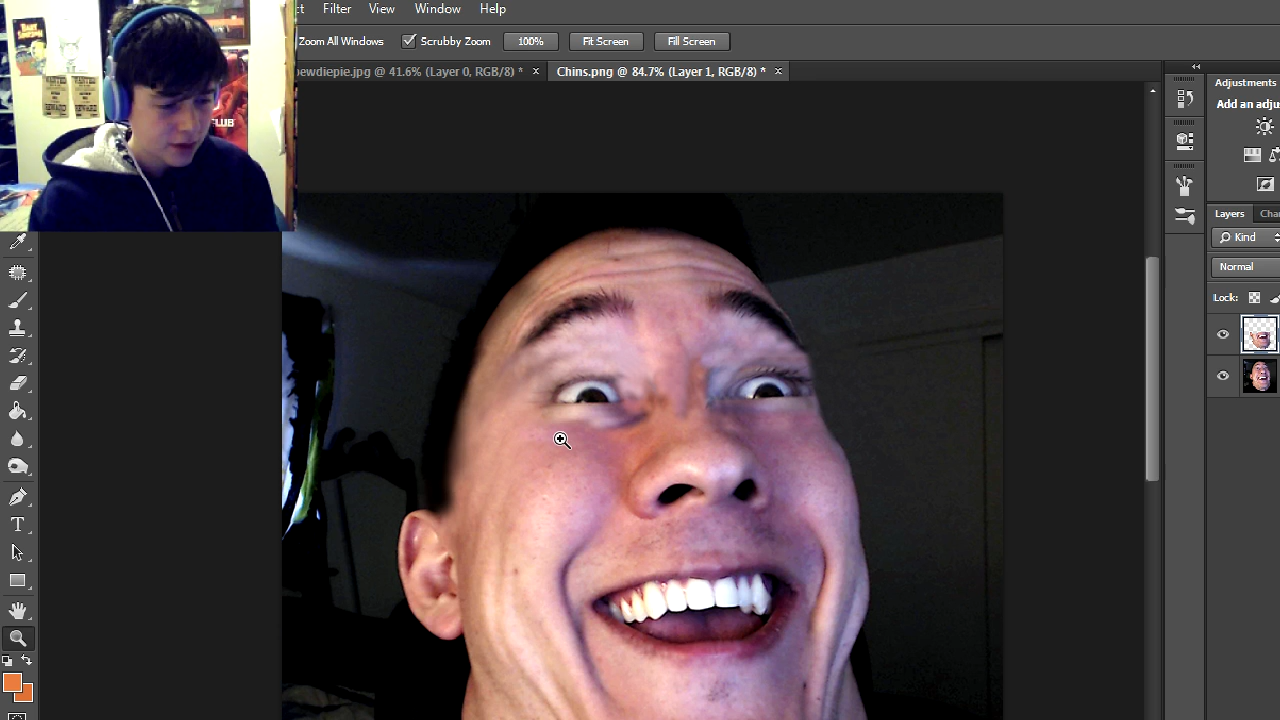 ct Filter View Window Help
Zoom All Windows Scrubby Zoom 100% Fit Screen Fill Screen
ewdiepie.jpg @ 41.6% (Layer 0, RGB/8) * × Chins.png @ 84.7% (Layer 1, RGB/8) * ×
Adjustments
Add an adju
Layers Cha
Kind
Normal
Lock:
T
CLUB